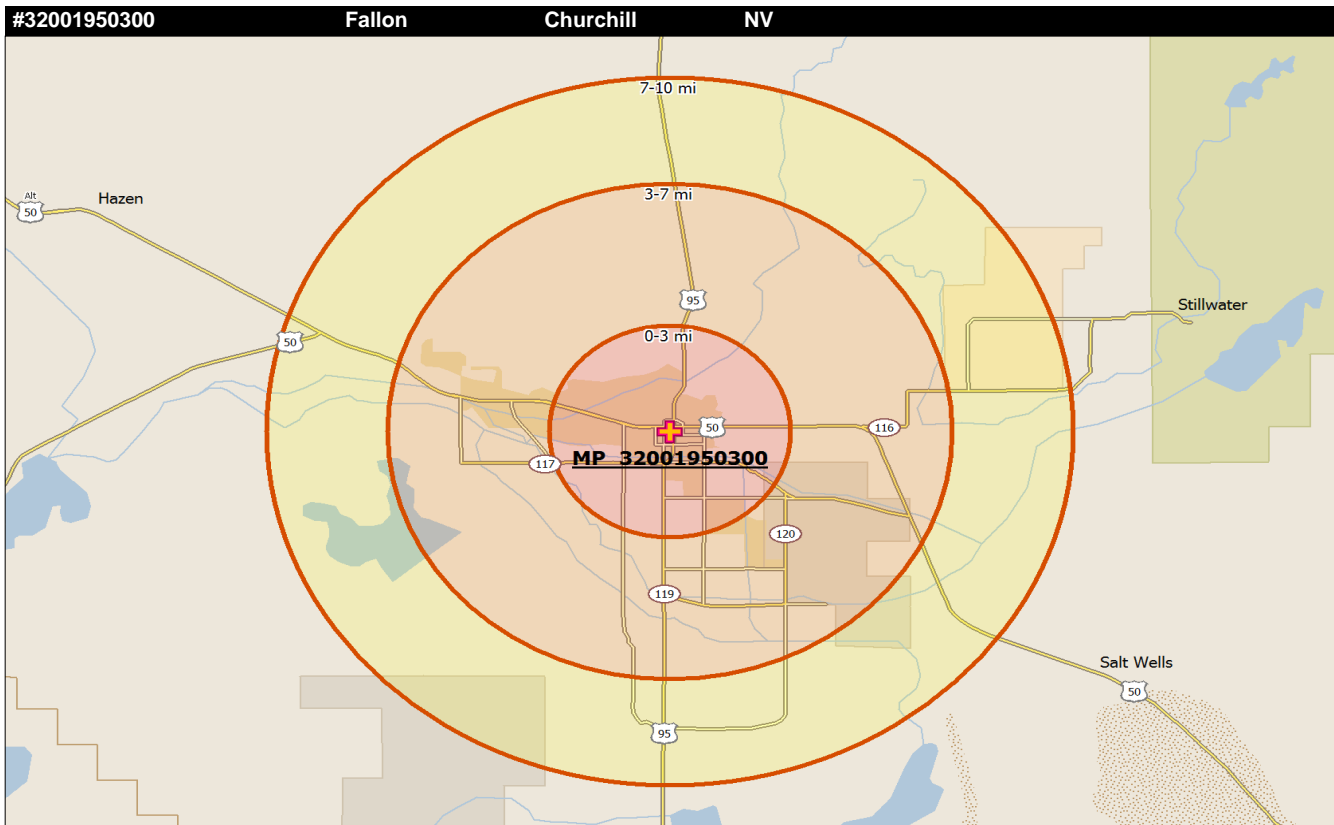 #32001950300 Fallon Churchill NV
7-10 mi
3-7 mi
Alt
50
Hazen
95
Stillwater
50
0-3 mi
50
116
MP 32001950300
117
120
119
Salt Wells
50
95